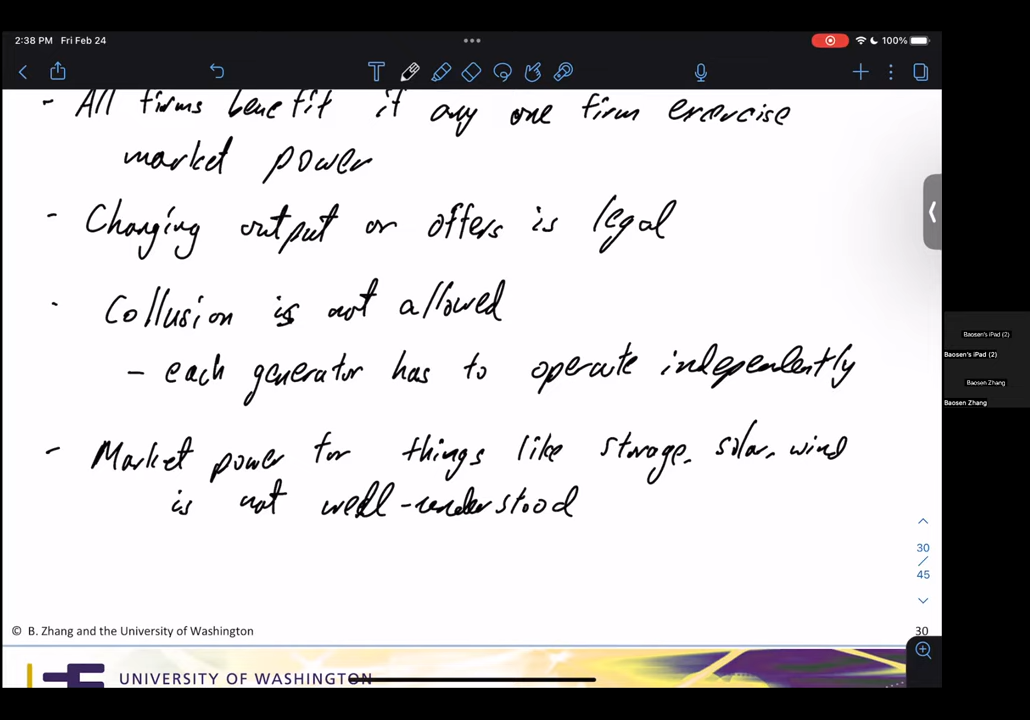 2:38 PM Fri Feb 24
100%
- All firms benefit if any one firm exercise
market power
- Changing output or offers is legal
- Collusion is not allowed
- each generator has to operate independently
- Market power for things like storage, solar, wind
is not well-understood
Baosen's iPad (2)
Baosen's iPad (2)
Baosen Zhang
Baosen Zhang
30
/
45
© B. Zhang and the University of Washington
30
UNIVERSITY OF WASHINGTON